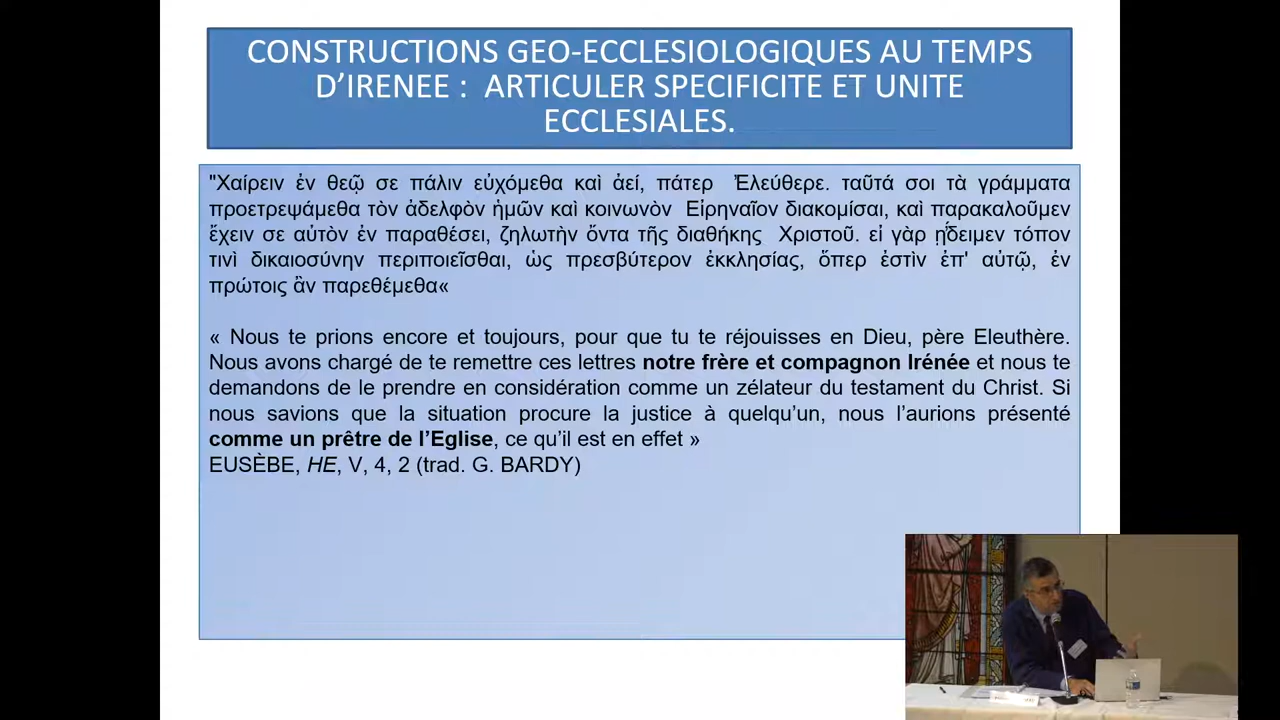 CONSTRUCTIONS GEO-ECCLESIOLOGIQUES AU TEMPS
D’IRENEE : ARTICULER SPECIFICITE ET UNITE
ECCLESIALES.
"Χαίρειν ἐν θεῷ σε πάλιν εὐχόμεθα καὶ ἀεί, πάτερ Ἐλεύθερε. ταῦτά σοι τὰ γράμματα
προετρεψάμεθα τὸν ἀδελφὸν ἡμῶν καὶ κοινωνὸν Εἰρηναῖον διακομίσαι, καὶ παρακαλοῦμεν
ἔχειν σε αὐτὸν ἐν παραθέσει, ζηλωτὴν ὄντα τῆς διαθήκης Χριστοῦ. εἰ γὰρ ᾔδειμεν τόπον
τινὶ δικαιοσύνην περιποιεῖσθαι, ὡς πρεσβύτερον ἐκκλησίας, ὅπερ ἐστὶν ἐπ' αὐτῷ, ἐν
πρώτοις ἂν παρεθέμεθα«
« Nous te prions encore et toujours, pour que tu te réjouisses en Dieu, père Eleuthère.
Nous avons chargé de te remettre ces lettres notre frère et compagnon Irénée et nous te
demandons de le prendre en considération comme un zélateur du testament du Christ. Si
nous savions que la situation procure la justice à quelqu’un, nous l’aurions présenté
comme un prêtre de l’Eglise, ce qu’il est en effet »
EUSÈBE, HE, V, 4, 2 (trad. G. BARDY)